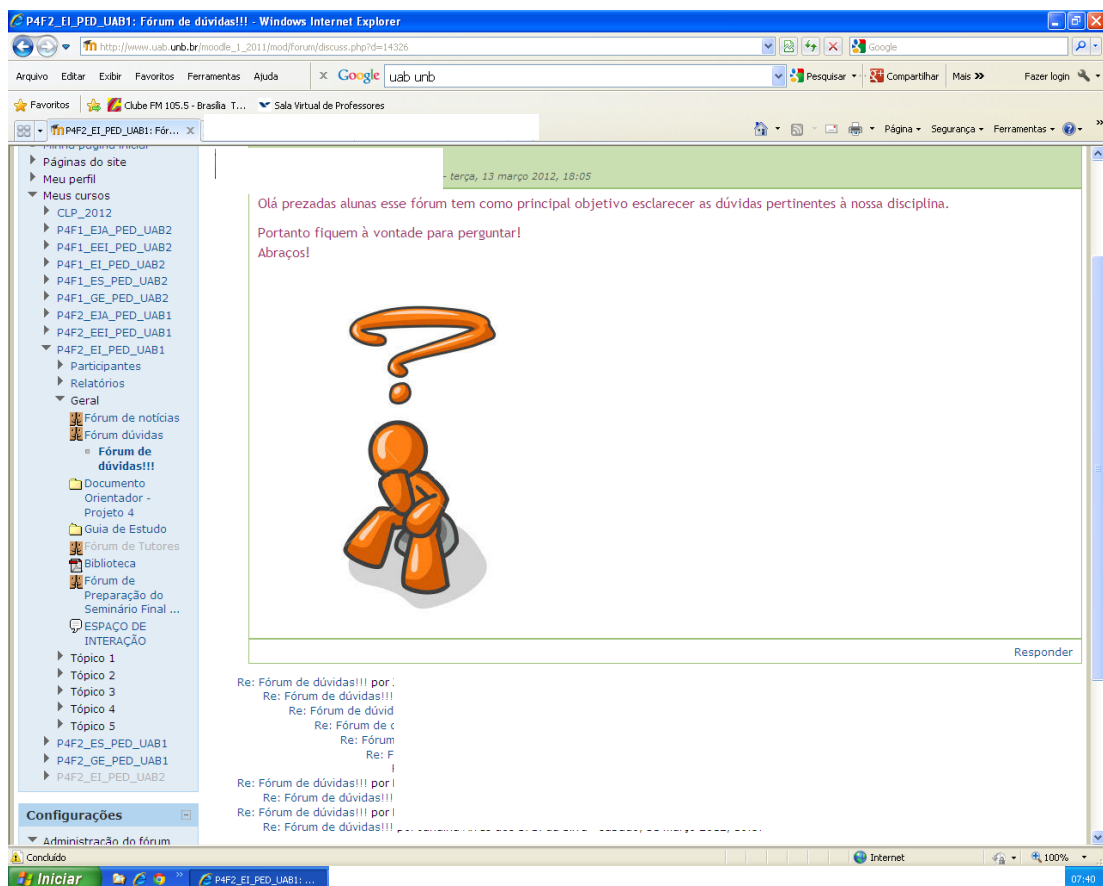 P4F2_EI_PED_UAB1: Fórum de dúvidas!!! - Windows Internet Explorer
http://www.uab.unb.br/moodle_1_2011/mod/forum/discuss.php?d=14326
Google
Arquivo Editar Exibir Favoritos Ferramentas Ajuda x Google uab unb Pesquisar Compartilhar Mais >> Fazer login
Favoritos Clube FM 105.5 - Brasília T... Sala Virtual de Professores
P4F2_EI_PED_UAB1: Fór... X Página Segurança Ferramentas
Minha página inicial
Páginas do site
Meu perfil
Meus cursos
CLP_2012
P4F1_EJA_PED_UAB2
P4F1_EEI_PED_UAB2
P4F1_EI_PED_UAB2
P4F1_ES_PED_UAB2
P4F1_GE_PED_UAB2
P4F2_EJA_PED_UAB1
P4F2_EEI_PED_UAB1
P4F2_EI_PED_UAB1
Participantes
Relatórios
Geral
Fórum de notícias
Fórum dúvidas
Fórum de
dúvidas!!!
Documento
Orientador -
Projeto 4
Guia de Estudo
Fórum de Tutores
Biblioteca
Fórum de
Preparação do
Seminário Final ...
ESPAÇO DE
INTERAÇÃO
Tópico 1
Tópico 2
Tópico 3
Tópico 4
Tópico 5
P4F2_ES_PED_UAB1
P4F2_GE_PED_UAB1
P4F2_EI_PED_UAB2
Configurações
Administração do fórum
- terça, 13 março 2012, 18:05
Olá prezadas alunas esse fórum tem como principal objetivo esclarecer as dúvidas pertinentes à nossa disciplina.
Portanto fiquem à vontade para perguntar!
Abraços!
?
Responder
Re: Fórum de dúvidas!!! por
Re: Fórum de dúvidas!!!
Re: Fórum de dúvid
Re: Fórum de
Re: Fórum
Re: F
Re: Fórum de dúvidas!!! por
Re: Fórum de dúvidas!!!
Re: Fórum de dúvidas!!! por
Re: Fórum de dúvidas!!!
Concluído Internet 100%
Iniciar P4F2_EI_PED_UAB1: ... 07:40